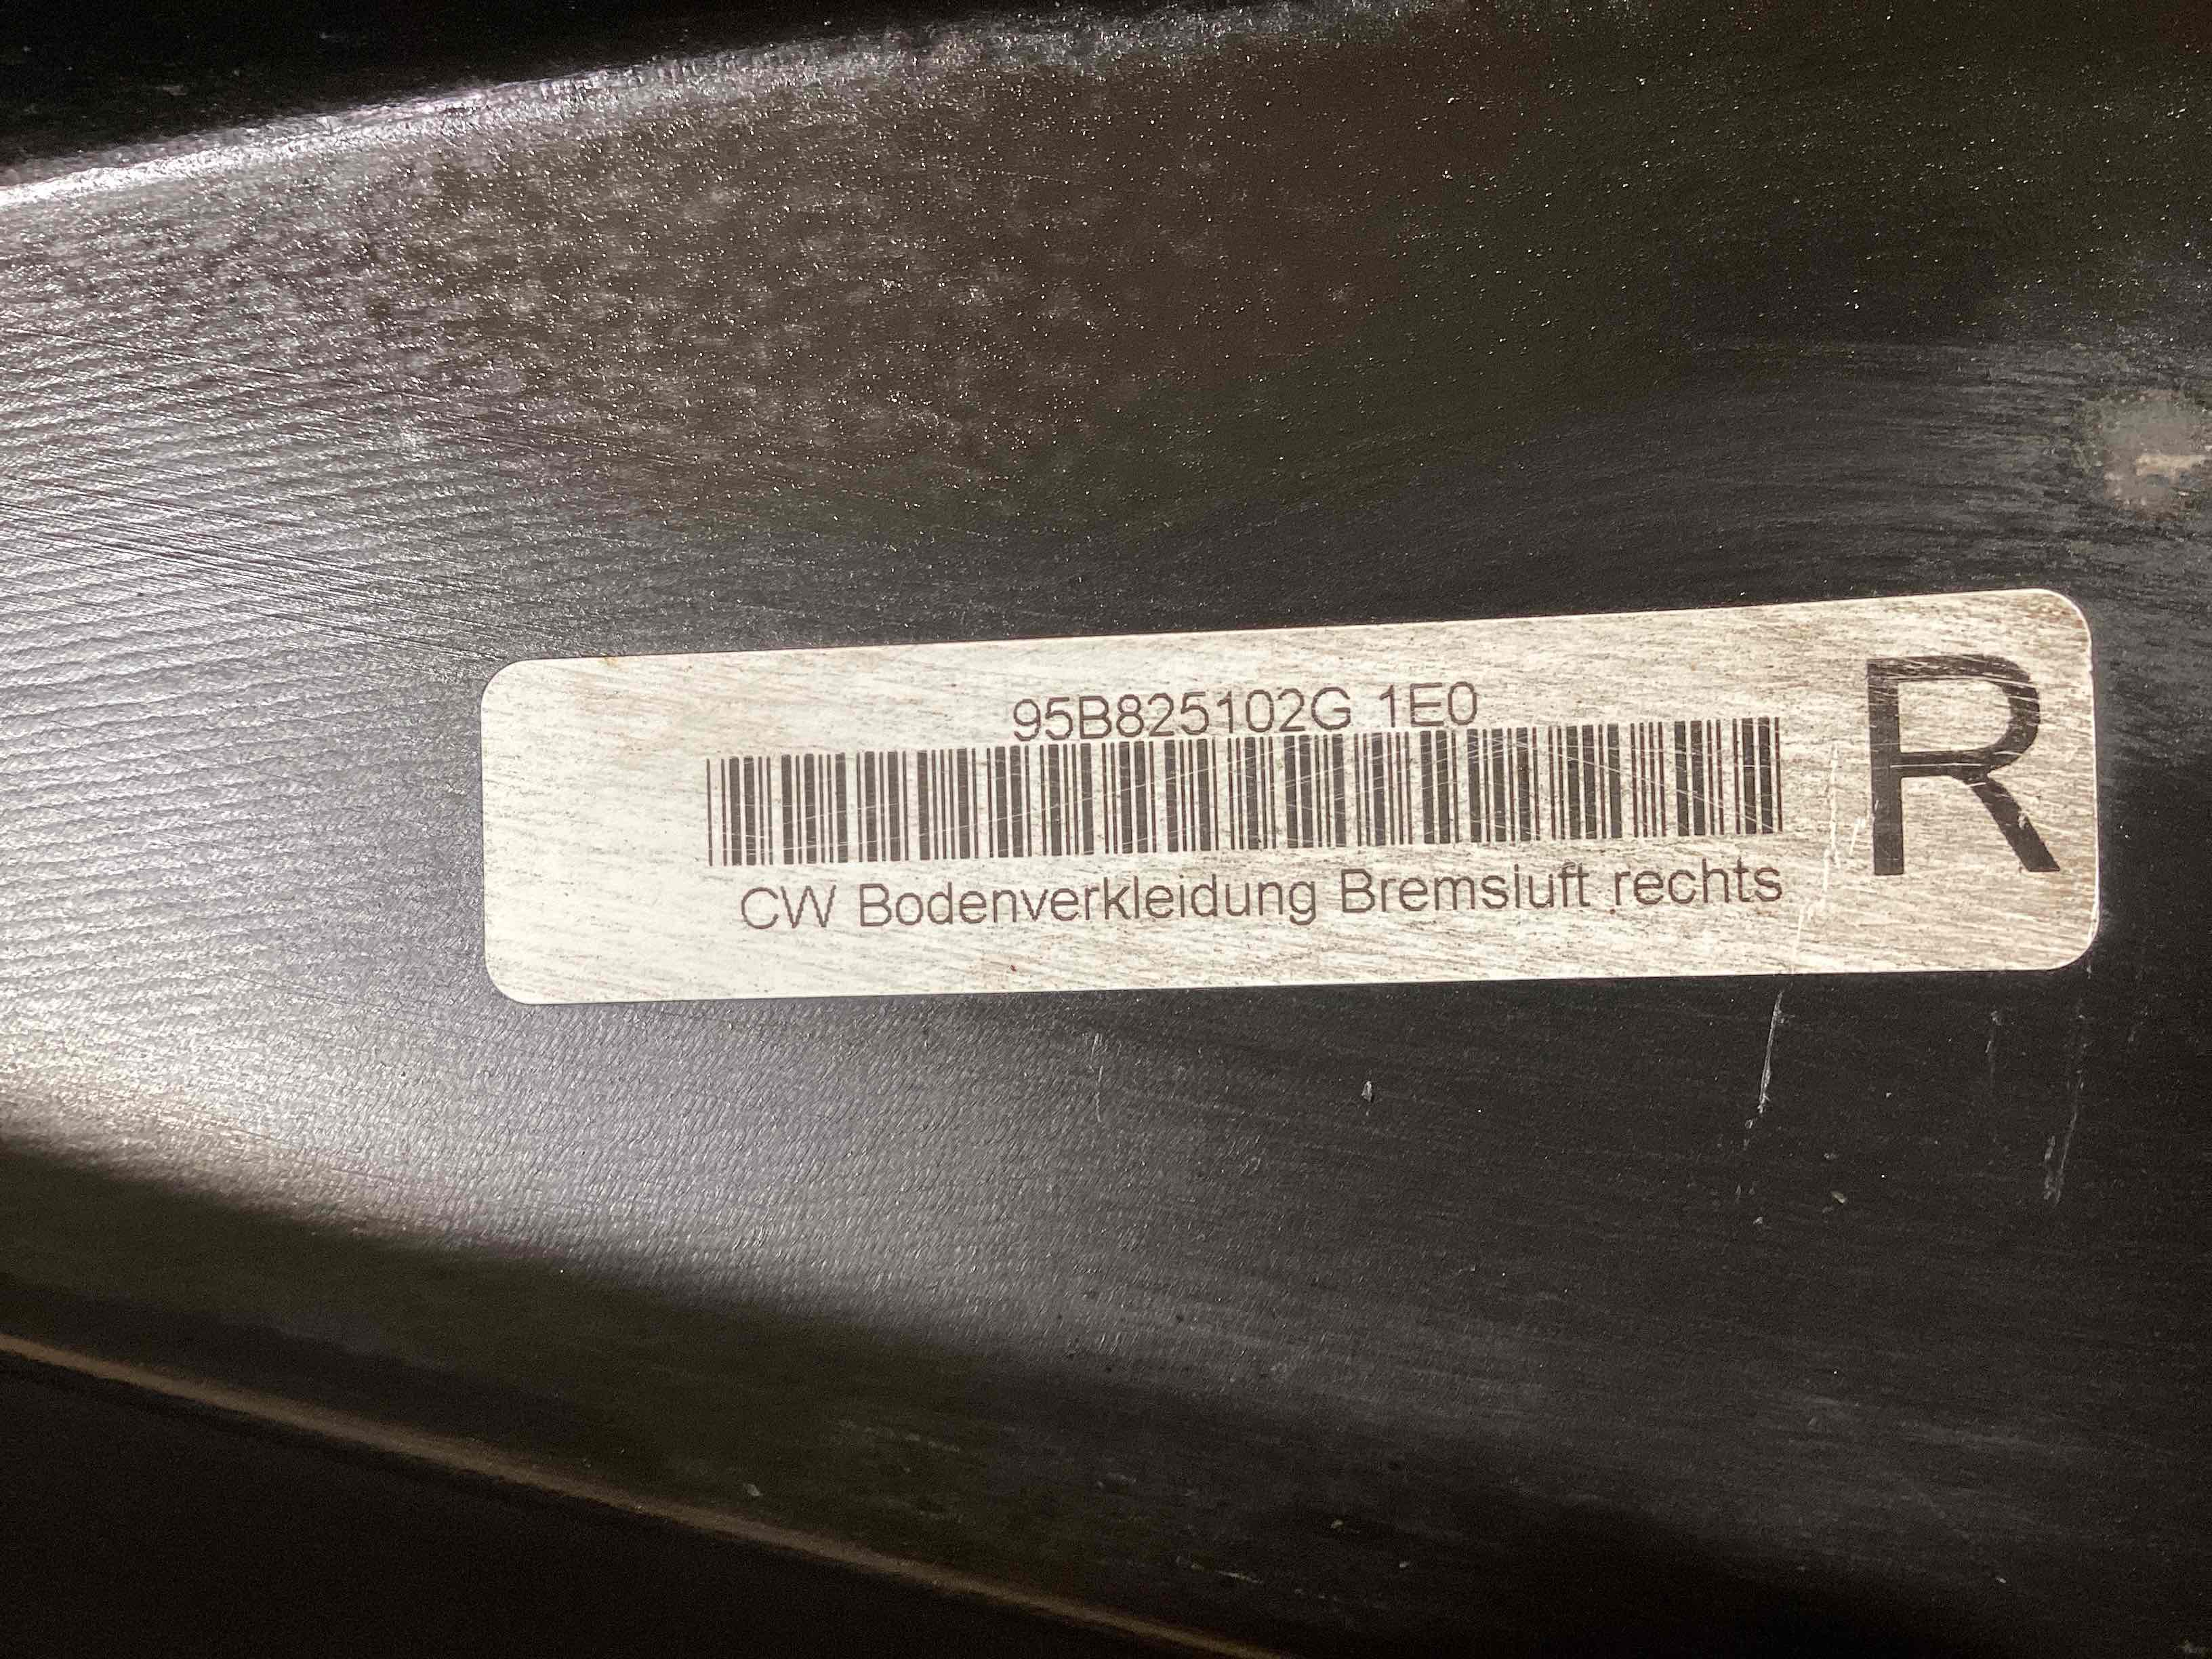 95B825102G 1E0
R
CW Bodenverkleidung Bremsluft rechts